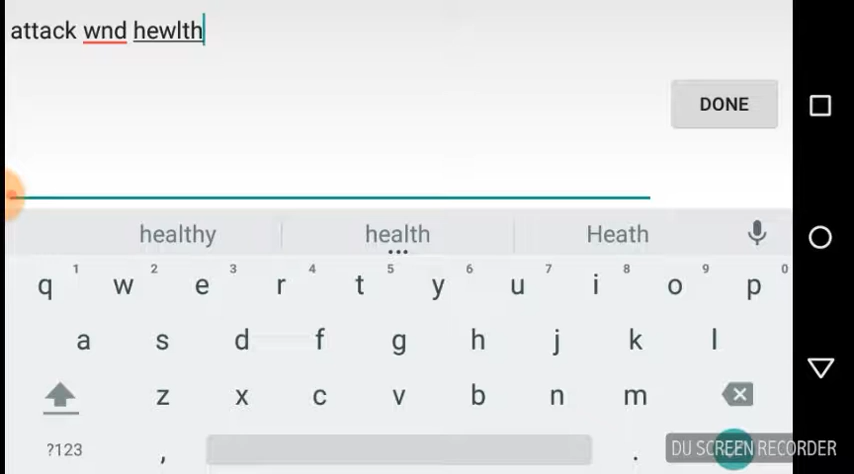 attack wnd hewlth
DONE
healthy health Heath
1 2 3 4 5 6 7 8 9 0
q w e r t y u i o p
a s d f g h j k l
z x c v b n m
?123 , .
DU SCREEN RECORDER